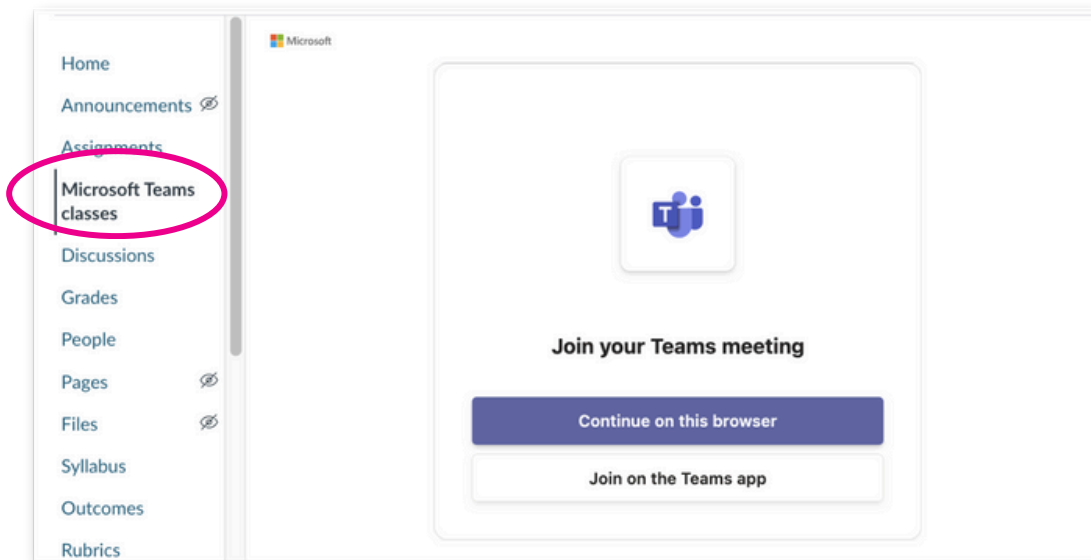 Home
Announcements
Assignments
Microsoft Teams
classes
Discussions
Grades
People
Pages
Files
Syllabus
Outcomes
Rubrics
Microsoft
T
Join your Teams meeting
Continue on this browser
Join on the Teams app